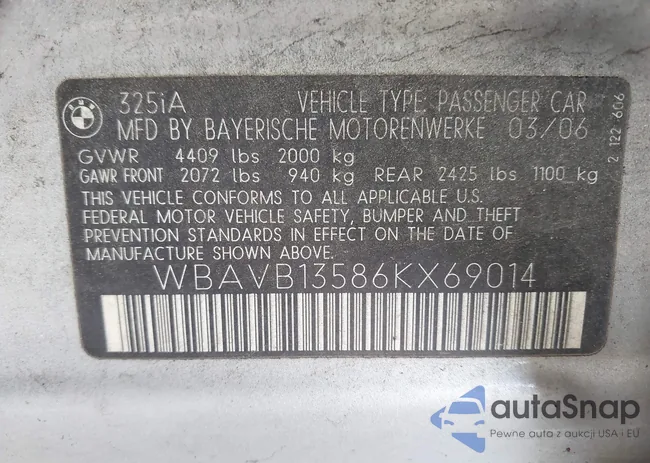 325iA VEHICLE TYPE: PASSENGER CAR
MFD BY BAYERISCHE MOTORENWERKE 03/06
GVWR 4409 lbs 2000 kg
GAWR FRONT 2072 lbs 940 kg REAR 2425 lbs 1100 kg
THIS VEHICLE CONFORMS TO ALL APPLICABLE U.S.
FEDERAL MOTOR VEHICLE SAFETY, BUMPER AND THEFT
PREVENTION STANDARDS IN EFFECT ON THE DATE OF
MANUFACTURE SHOWN ABOVE.
WBAVB13586KX69014
2 122 606
autaSnap
Pewne auta z aukcji USA i EU